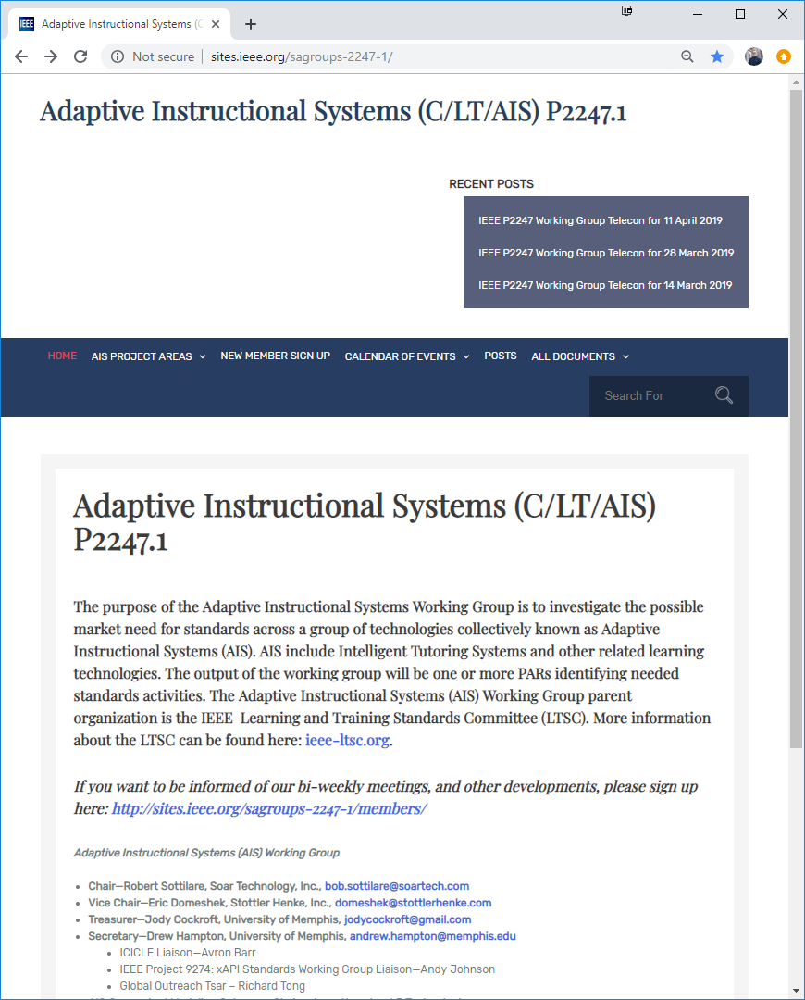 IEEE Adaptive Instructional Systems (C
Not secure | sites.ieee.org/sagroups-2247-1/
Adaptive Instructional Systems (C/LT/AIS) P2247.1
RECENT POSTS
IEEE P2247 Working Group Telecon for 11 April 2019
IEEE P2247 Working Group Telecon for 28 March 2019
IEEE P2247 Working Group Telecon for 14 March 2019
HOME AIS PROJECT AREAS NEW MEMBER SIGN UP CALENDAR OF EVENTS POSTS ALL DOCUMENTS
Search For
Adaptive Instructional Systems (C/LT/AIS)
P2247.1
The purpose of the Adaptive Instructional Systems Working Group is to investigate the possible
market need for standards across a group of technologies collectively known as Adaptive
Instructional Systems (AIS). AIS include Intelligent Tutoring Systems and other related learning
technologies. The output of the working group will be one or more PARs identifying needed
standards activities. The Adaptive Instructional Systems (AIS) Working Group parent
organization is the IEEE Learning and Training Standards Committee (LTSC). More information
about the LTSC can be found here: ieee-ltsc.org.
If you want to be informed of our bi-weekly meetings, and other developments, please sign up
here: http://sites.ieee.org/sagroups-2247-1/members/
Adaptive Instructional Systems (AIS) Working Group
• Chair—Robert Sottilare, Soar Technology, Inc., bob.sottilare@soartech.com
• Vice Chair—Eric Domeshek, Stottler Henke, Inc., domeshek@stottlerhenke.com
• Treasurer—Jody Cockroft, University of Memphis, jodycockroft@gmail.com
• Secretary—Drew Hampton, University of Memphis, andrew.hampton@memphis.edu
• ICICLE Liaison—Avron Barr
• IEEE Project 9274: xAPI Standards Working Group Liaison—Andy Johnson
• Global Outreach Tsar – Richard Tong